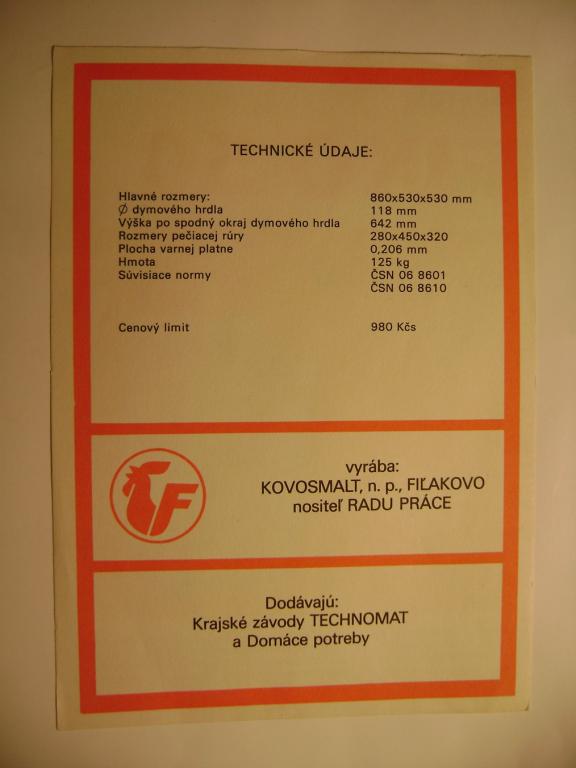 TECHNICKÉ ÚDAJE:
Hlavné rozmery: 860x530x530 mm
Ø dymového hrdla 118 mm
Výška po spodný okraj dymového hrdla 642 mm
Rozmery pečiacej rúry 280x450x320
Plocha varnej platne 0,206 mm
Hmota 125 kg
Súvisiace normy ČSN 06 8601
ČSN 06 8610
Cenový limit 980 Kčs
F
vyrába:
KOVOSMALT, n. p., FIĽAKOVO
nositeľ RADU PRÁCE
Dodávajú:
Krajské závody TECHNOMAT
a Domáce potreby